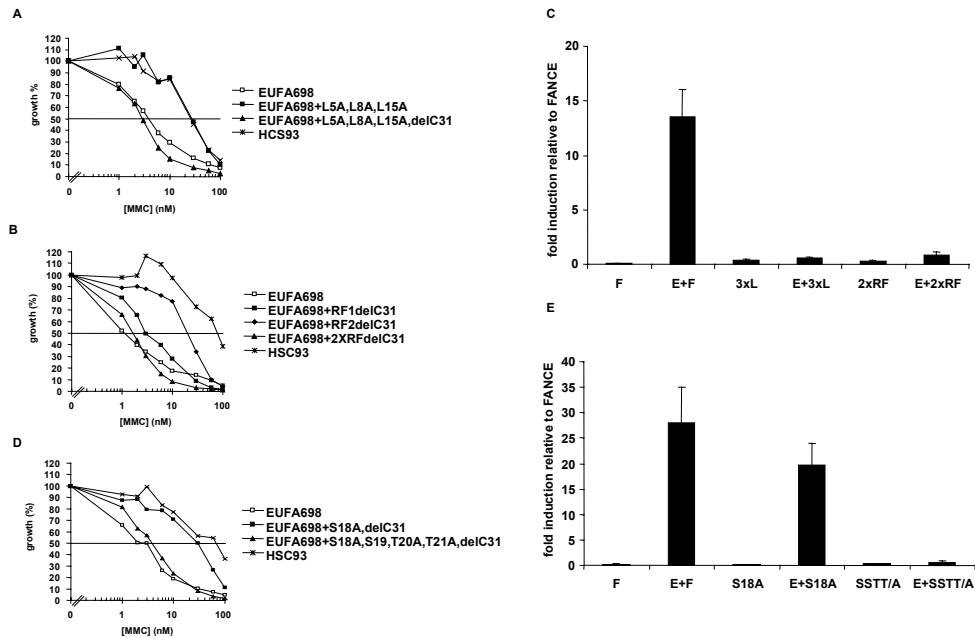 A
growth %
120
110
100
90
80
70
60
50
40
30
20
10
0
0 1 10 100
[MMC] (nM)
EUFA698
EUFA698+L5A,L8A,L15A
EUFA698+L5A,L8A,L15A,delC31
HCS93
B
growth (%)
120
110
100
90
80
70
60
50
40
30
20
10
0
0 1 10 100
[MMC] (nM)
EUFA698
EUFA698+RF1delC31
EUFA698+RF2delC31
EUFA698+2XRFdelC31
HSC93
D
growth (%)
120
110
100
90
80
70
60
50
40
30
20
10
0
0 1 10 100
[MMC] (nM)
EUFA698
EUFA698+S18A,delC31
EUFA698+S18A,S19,T20A,T21A,delC31
HSC93
C
fold induction relative to FANCE
20
15
10
5
0
F E+F 3xL E+3xL 2xRF E+2xRF
E
fold induction relative to FANCE
40
35
30
25
20
15
10
5
0
F E+F S18A E+S18A SSTT/A E+SSTT/A